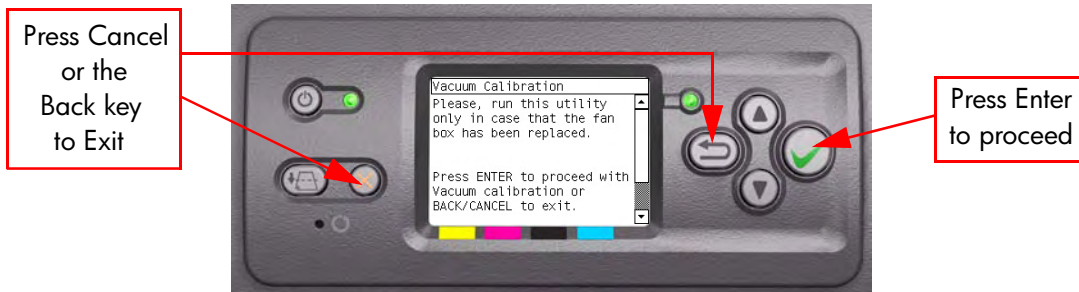 Press Cancel
or the
Back key
to Exit
Vacuum Calibration
Please, run this utility
only in case that the fan
box has been replaced.
Press ENTER to proceed with
Vacuum calibration or
BACK/CANCEL to exit.
Press Enter
to proceed